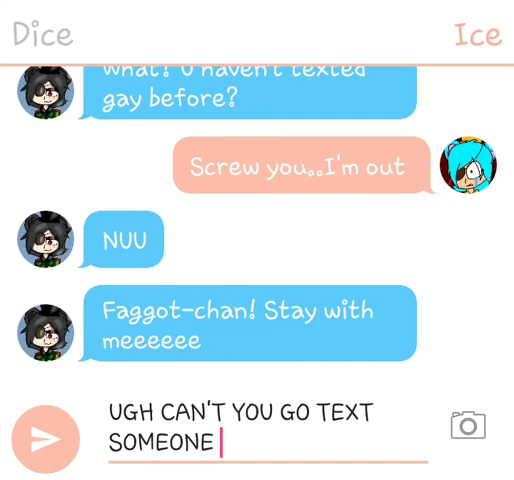 Dice
Ice
What? U haven't texted
gay before?
Screw you..I'm out
NUU
Faggot-chan! Stay with
meeeeee
UGH CAN'T YOU GO TEXT
SOMEONE